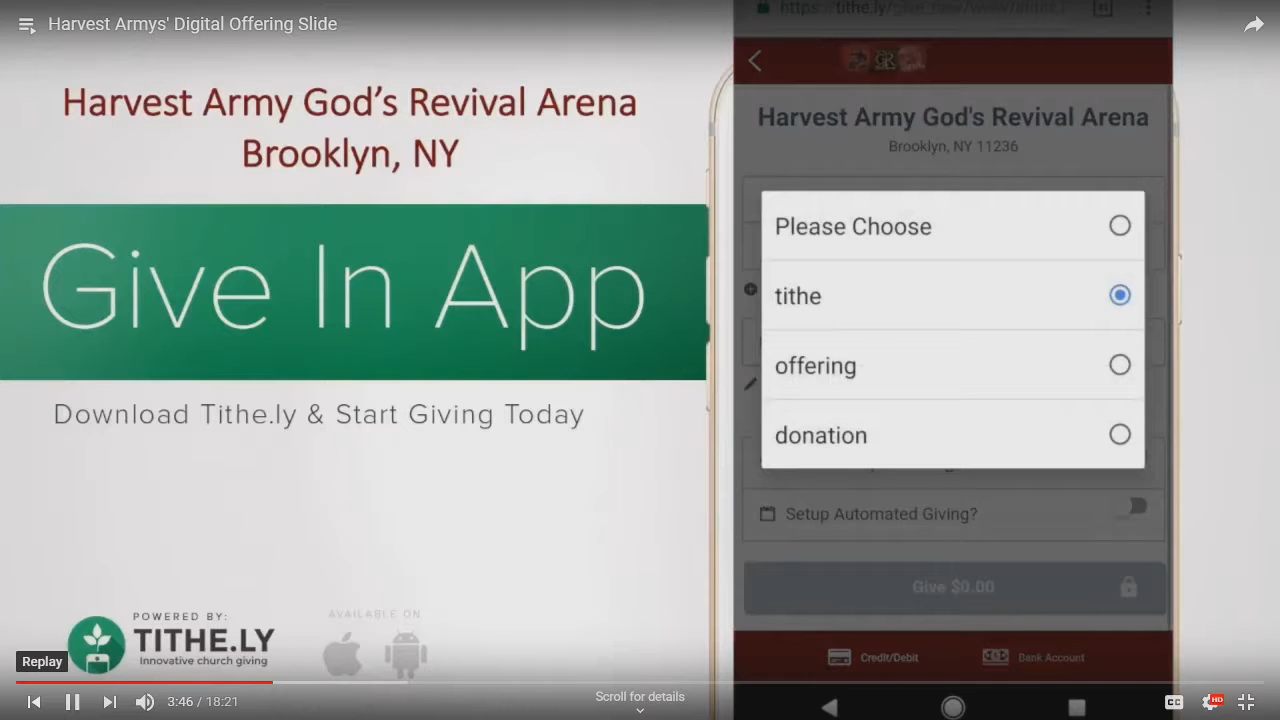 Harvest Armys' Digital Offering Slide
Harvest Army God's Revival Arena
Brooklyn, NY
Give In App
Download Tithe.ly & Start Giving Today
POWERED BY:
TITHE.LY
Innovative church giving
AVAILABLE ON
Harvest Army God's Revival Arena
Brooklyn, NY 11236
Please Choose
tithe
offering
donation
Setup Automated Giving?
Give $0.00
Credit/Debit
Bank Account
Replay
3:46 / 18:21
Scroll for details
CC
HD